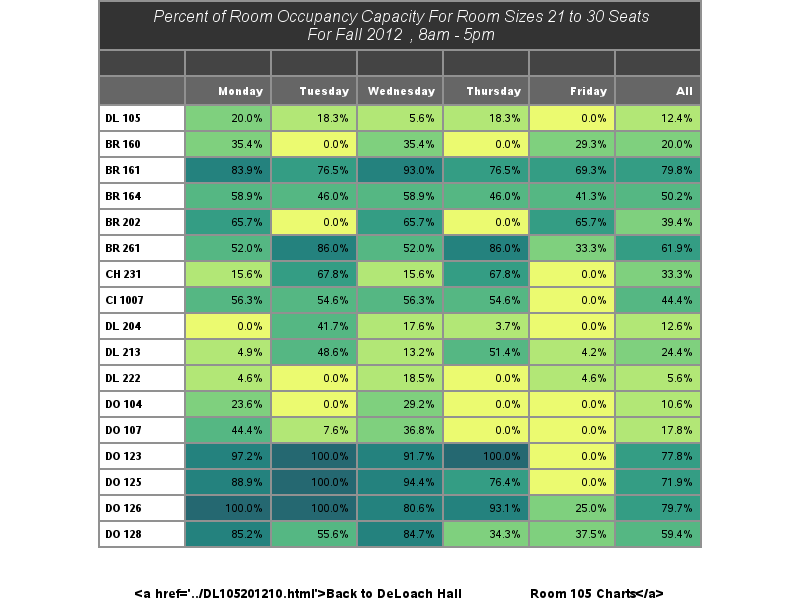 Percent of Room Occupancy Capacity For Room Sizes 21 to 30 Seats
For Fall 2012 , 8am - 5pm
Monday Tuesday Wednesday Thursday Friday All
DL 105 20.0% 18.3% 5.6% 18.3% 0.0% 12.4%
BR 160 35.4% 0.0% 35.4% 0.0% 29.3% 20.0%
BR 161 83.9% 76.5% 93.0% 76.5% 69.3% 79.8%
BR 164 58.9% 46.0% 58.9% 46.0% 41.3% 50.2%
BR 202 65.7% 0.0% 65.7% 0.0% 65.7% 39.4%
BR 261 52.0% 86.0% 52.0% 86.0% 33.3% 61.9%
CH 231 15.6% 67.8% 15.6% 67.8% 0.0% 33.3%
CI 1007 56.3% 54.6% 56.3% 54.6% 0.0% 44.4%
DL 204 0.0% 41.7% 17.6% 3.7% 0.0% 12.6%
DL 213 4.9% 48.6% 13.2% 51.4% 4.2% 24.4%
DL 222 4.6% 0.0% 18.5% 0.0% 4.6% 5.6%
DO 104 23.6% 0.0% 29.2% 0.0% 0.0% 10.6%
DO 107 44.4% 7.6% 36.8% 0.0% 0.0% 17.8%
DO 123 97.2% 100.0% 91.7% 100.0% 0.0% 77.8%
DO 125 88.9% 100.0% 94.4% 76.4% 0.0% 71.9%
DO 126 100.0% 100.0% 80.6% 93.1% 25.0% 79.7%
DO 128 85.2% 55.6% 84.7% 34.3% 37.5% 59.4%
<a href='../DL105201210.html'>Back to DeLoach Hall Room 105 Charts</a>